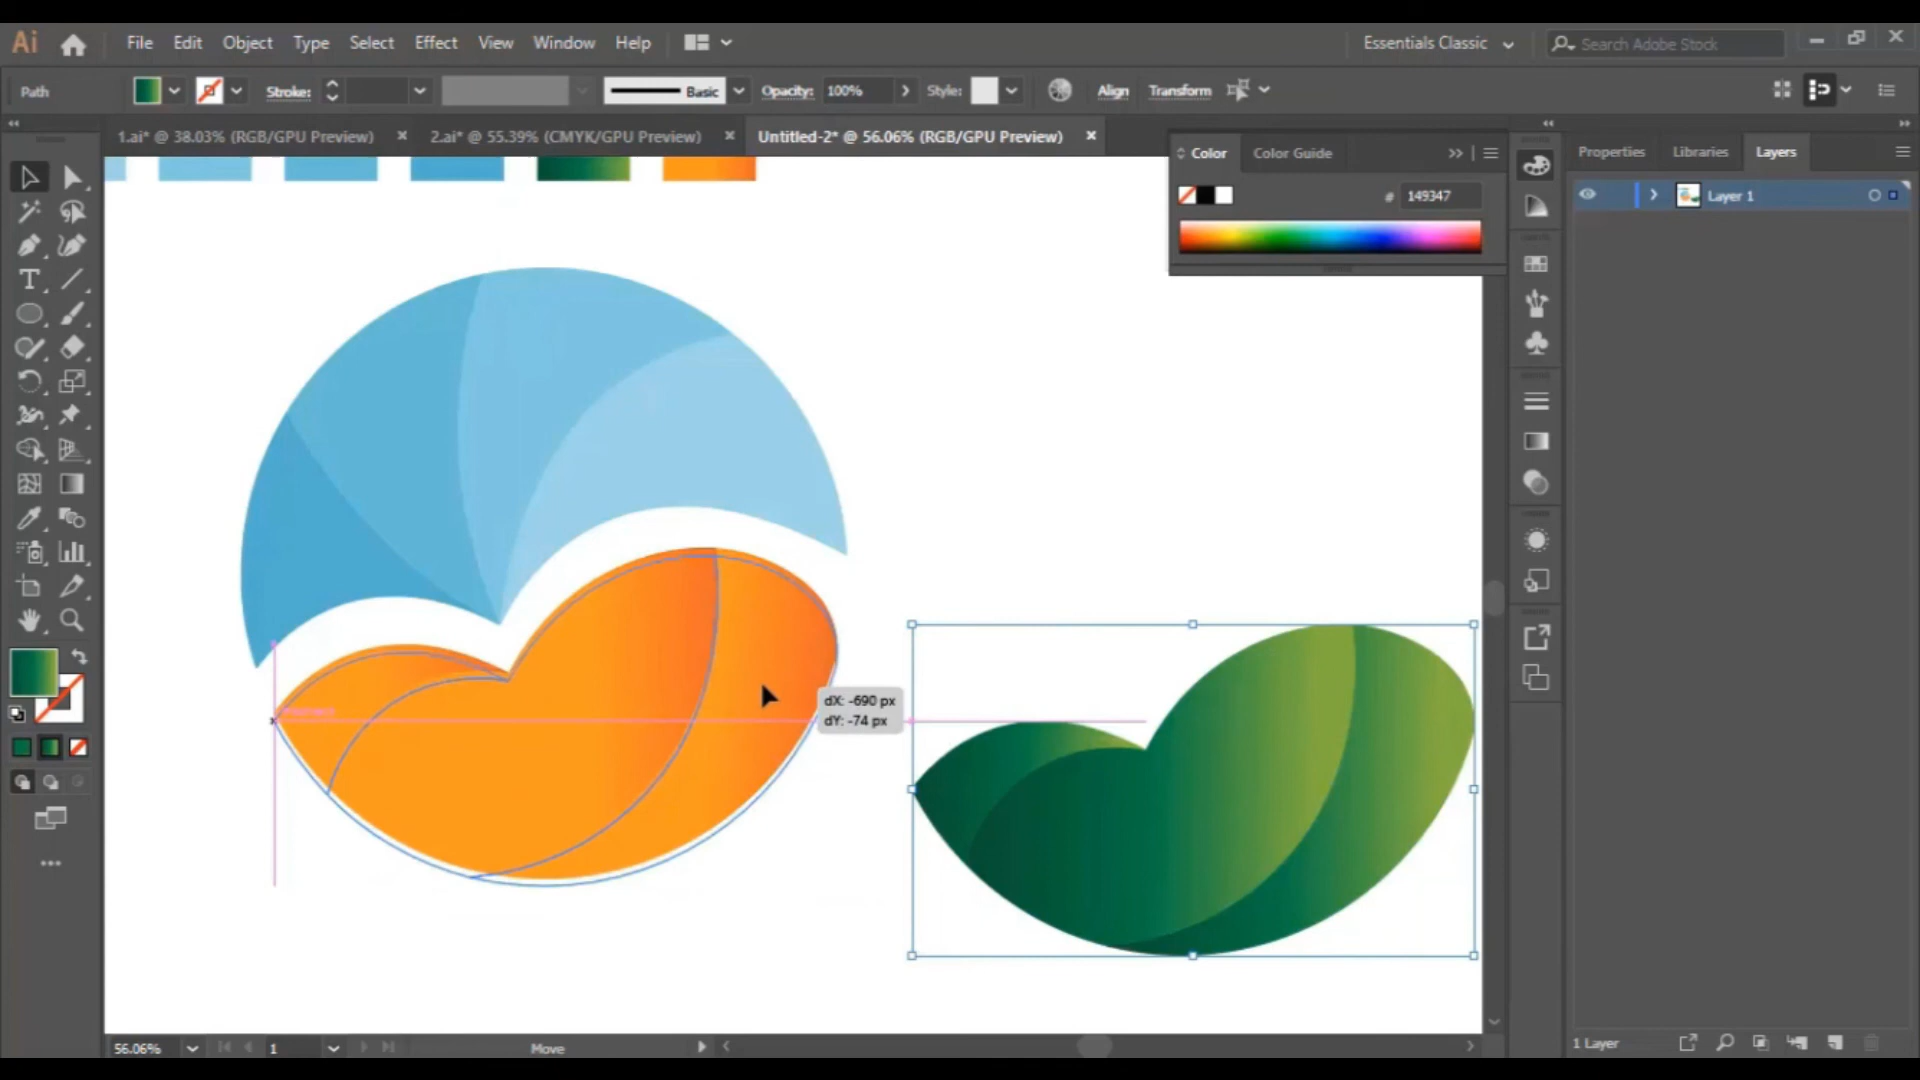 Ai File Edit Object Type Select Effect View Window Help Essentials Classic Search Adobe Stock
Path Stroke: Basic Opacity: 100% Style: Align Transform
1.ai* @ 38.03% (RGB/GPU Preview) × 2.ai* @ 55.39% (CMYK/GPU Preview) × Untitled-2* @ 56.06% (RGB/GPU Preview) ×
Color Color Guide
Properties Libraries Layers
# 149347
Layer 1
dX: -690 px
dY: -74 px
56.06% 1 Move
1 Layer